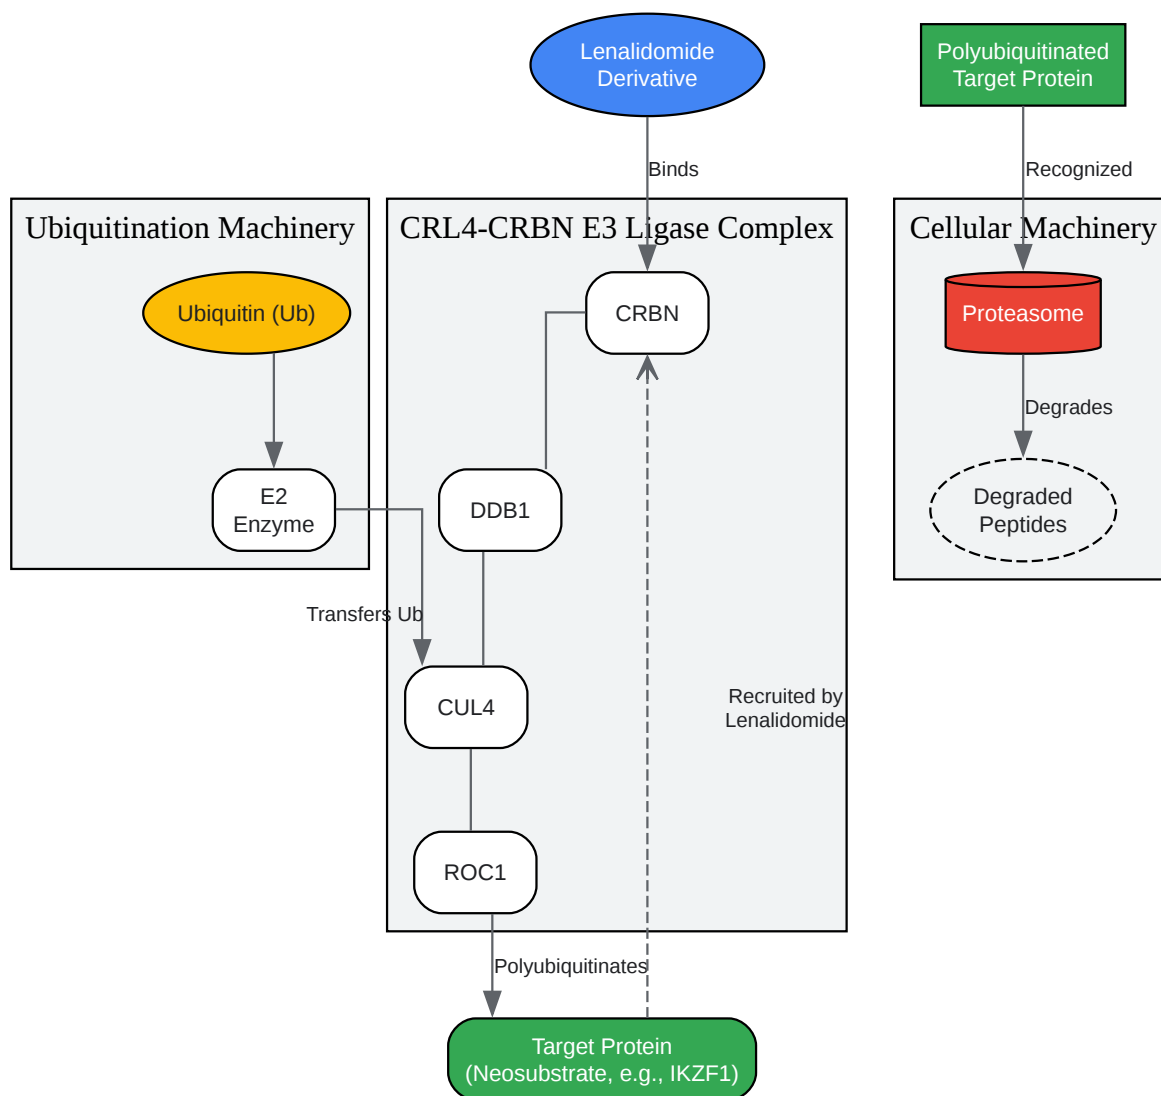 Lenalidomide
Derivative
Polyubiquitinated
Target Protein
Binds
Recognized
Ubiquitination Machinery
CRL4-CRBN E3 Ligase Complex
Cellular Machinery
Ubiquitin (Ub)
CRBN
Proteasome
Degrades
E2
Enzyme
DDB1
Degraded
Peptides
Transfers Ub
CUL4
Recruited by
Lenalidomide
ROC1
Polyubiquitinates
Target Protein
(Neosubstrate, e.g., IKZF1)